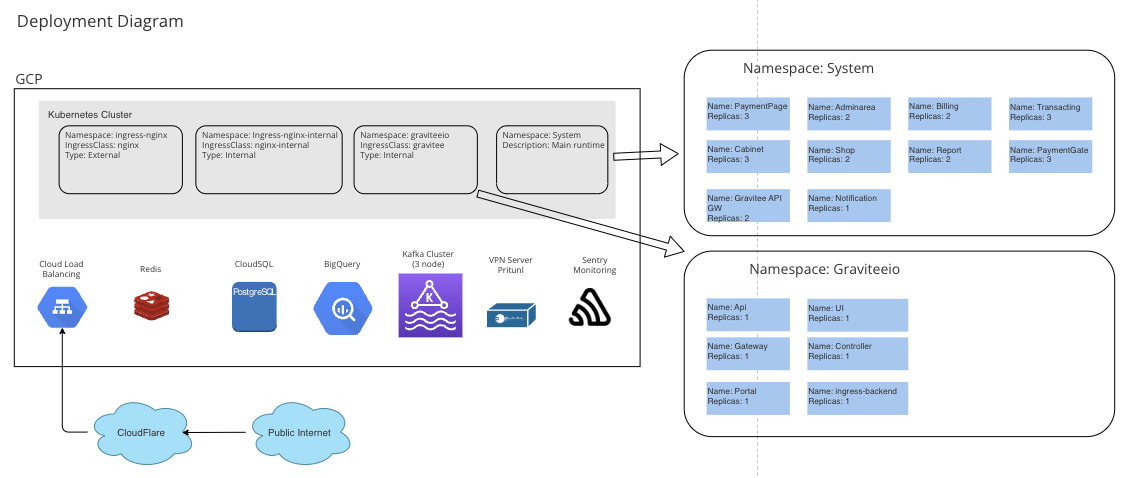 Deployment Diagram
GCP
Kubernetes Cluster
Namespace: ingress-nginx
IngressClass: nginx
Type: External
Namespace: Ingress-nginx-internal
IngressClass: nginx-internal
Type: Internal
Namespace: graviteeio
IngressClass: gravitee
Type: Internal
Namespace: System
Description: Main runtime
Cloud Load
Balancing
Redis
CloudSQL
PostgreSQL
BigQuery
Kafka Cluster
(3 node)
K
VPN Server
Pritunl
Sentry
Monitoring
CloudFlare
Public Internet
Namespace: System
Name: PaymentPage
Replicas: 3
Name: Adminarea
Replicas: 2
Name: Billing
Replicas: 2
Name: Transacting
Replicas: 3
Name: Cabinet
Replicas: 3
Name: Shop
Replicas: 2
Name: Report
Replicas: 2
Name: PaymentGate
Replicas: 3
Name: Gravitee API
GW
Replicas: 2
Name: Notification
Replicas: 1
Namespace: Graviteeio
Name: Api
Replicas: 1
Name: UI
Replicas: 1
Name: Gateway
Replicas: 1
Name: Controller
Replicas: 1
Name: Portal
Replicas: 1
Name: ingress-backend
Replicas: 1